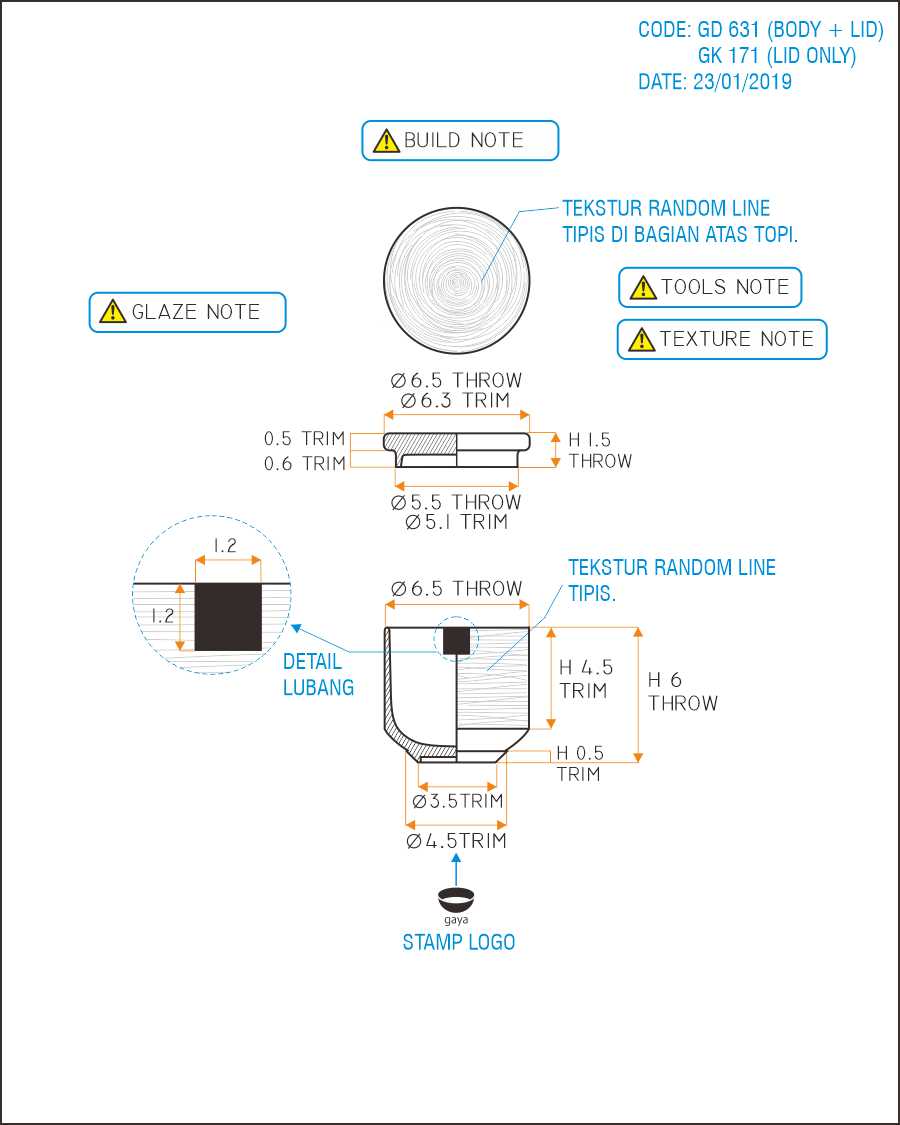 CODE: GD 631 (BODY + LID)
GK 171 (LID ONLY)
DATE: 23/01/2019
BUILD NOTE
TEKSTUR RANDOM LINE
TIPIS DI BAGIAN ATAS TOPI.
TOOLS NOTE
GLAZE NOTE
TEXTURE NOTE
Ø6.5 THROW
Ø6.3 TRIM
0.5 TRIM
0.6 TRIM
H 1.5
THROW
Ø5.5 THROW
Ø5.1 TRIM
1.2
1.2
DETAIL
LUBANG
Ø6.5 THROW
TEKSTUR RANDOM LINE
TIPIS.
H 4.5
TRIM
H 6
THROW
H 0.5
TRIM
Ø3.5TRIM
Ø4.5TRIM
gaya
STAMP LOGO